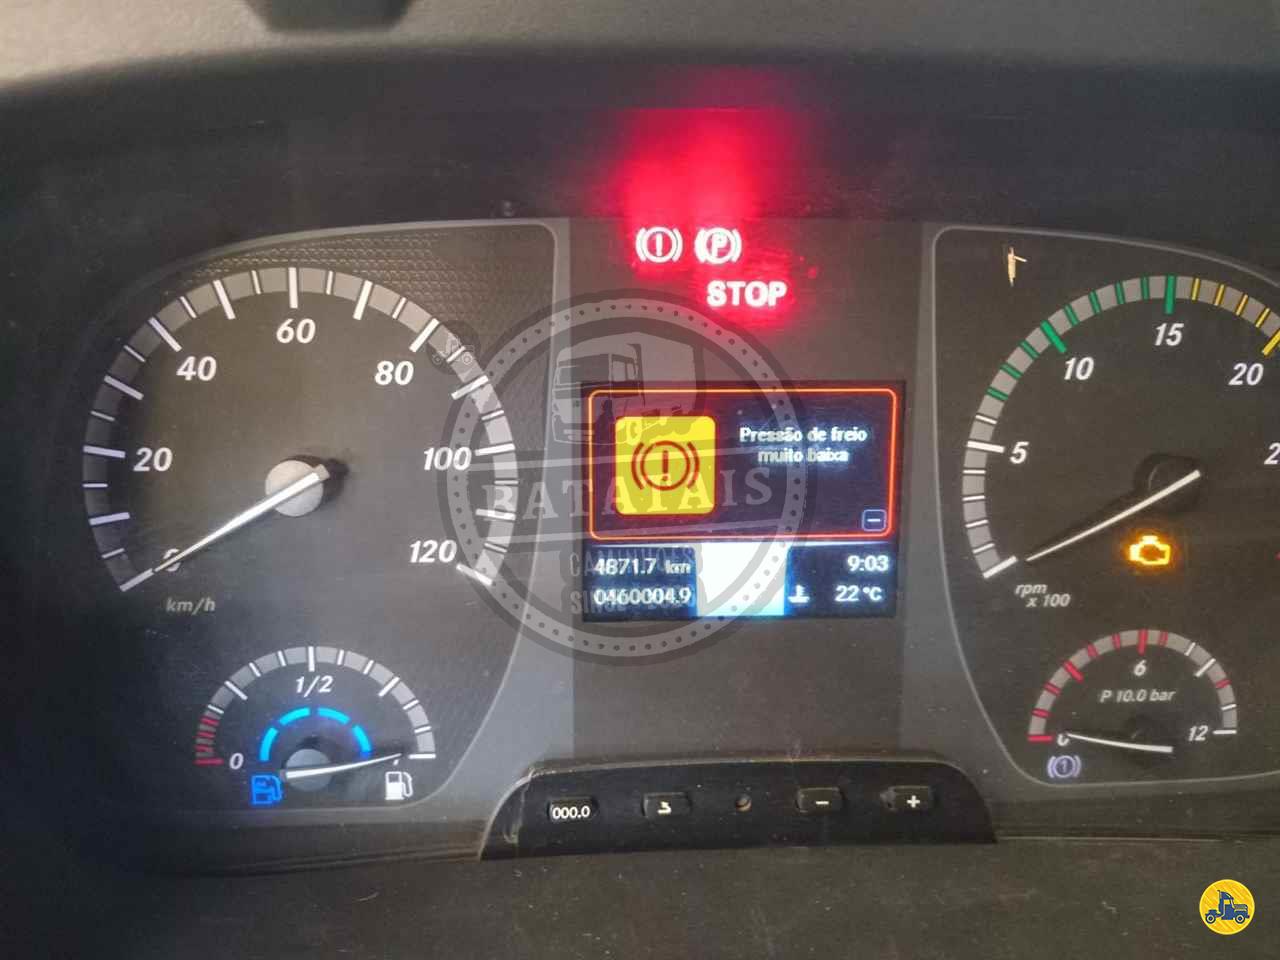 STOP
60
40
80
20
100
0
120
km/h
Pressão de freio
muito baixa
4871.7 km
0460004.9
9:03
22 °C
BATATAIS
CAMINHÕES
15
10
20
5
rpm
x 100
1/2
0
6
P 10.0 bar
0
12
000.0